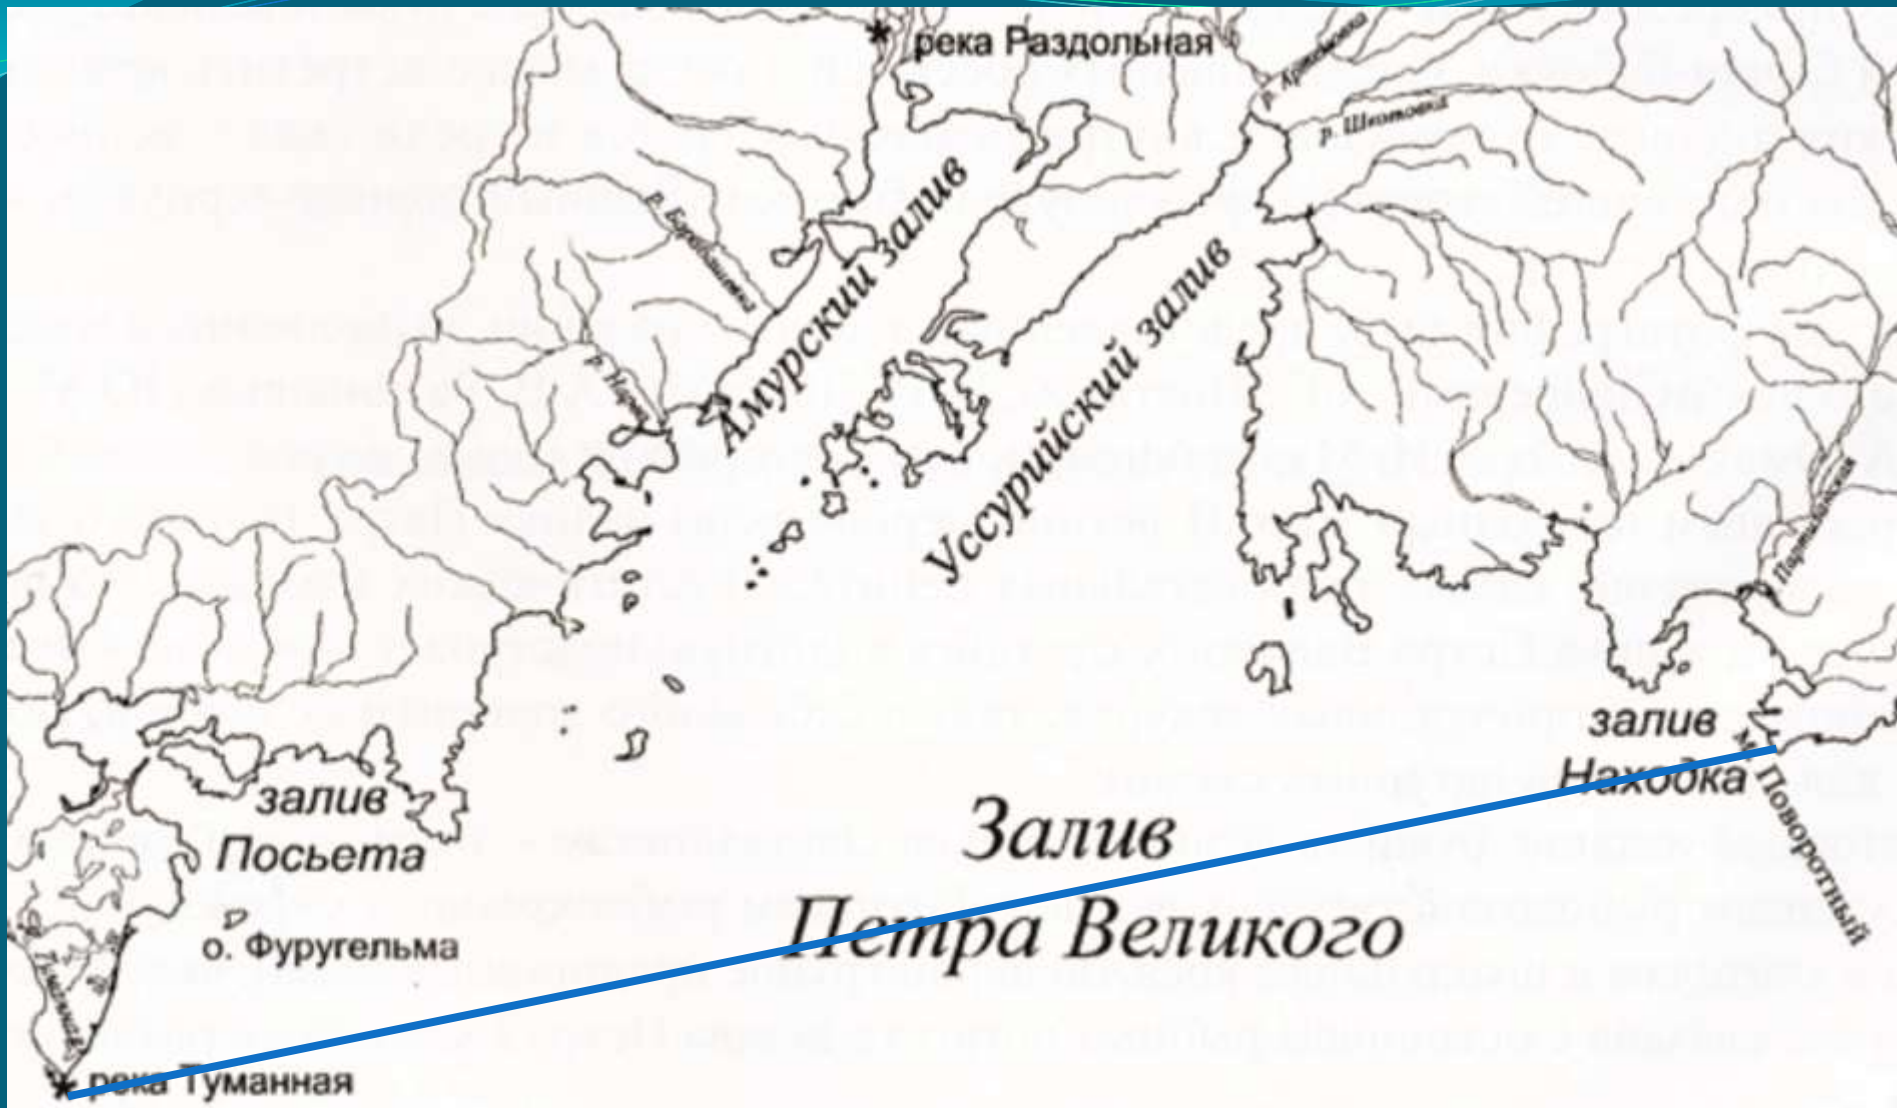 река Раздольная
р. Артемовка
р. Шкотовка
р. Барабашевка
Амурский залив
Уссурийский залив
р. Нарва
р. Партизанская
залив
Находка
м. Поворотный
залив
Посьета
Залив
Петра Великого
о. Фуругельма
Туманная
река Туманная